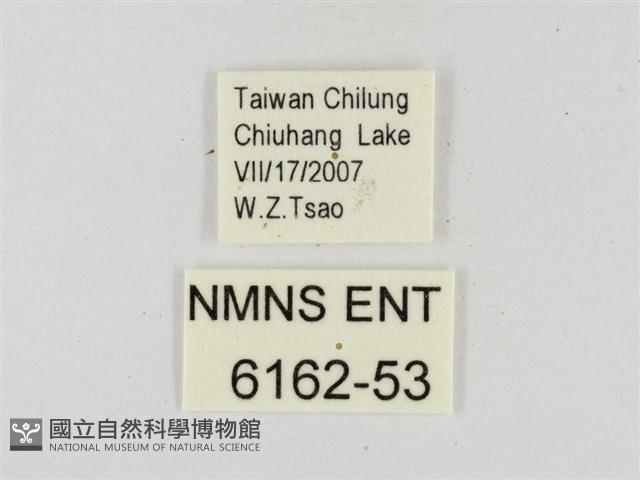 Taiwan Chilung
Chiuhang Lake
VII/17/2007
W.Z.Tsao
NMNS ENT
6162-53
國立自然科學博物館
NATIONAL MUSEUM OF NATURAL SCIENCE